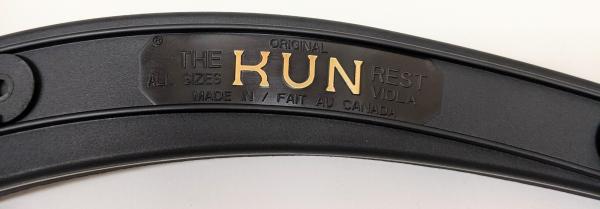 ® ORIGINAL
THE KUN REST
ALL SIZES VIOLA
MADE IN / FAIT AU CANADA